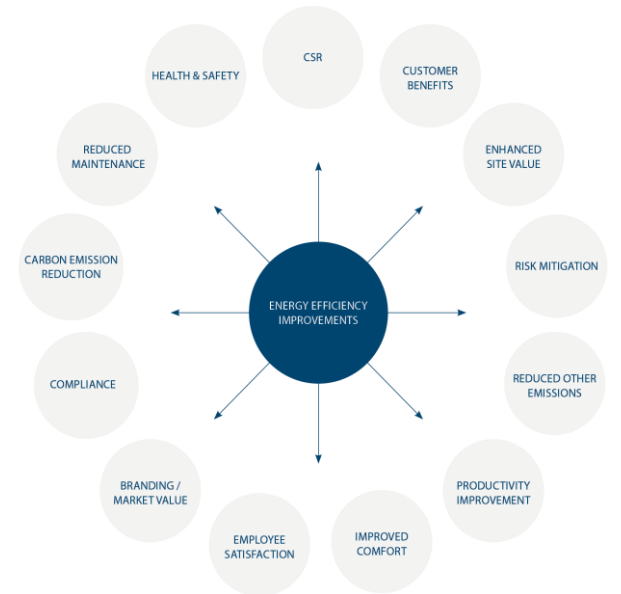 CSR
CUSTOMER
BENEFITS
ENHANCED
SITE VALUE
RISK MITIGATION
REDUCED OTHER
EMISSIONS
PRODUCTIVITY
IMPROVEMENT
IMPROVED
COMFORT
EMPLOYEE
SATISFACTION
BRANDING /
MARKET VALUE
COMPLIANCE
CARBON EMISSION
REDUCTION
REDUCED
MAINTENANCE
HEALTH & SAFETY
ENERGY EFFICIENCY
IMPROVEMENTS